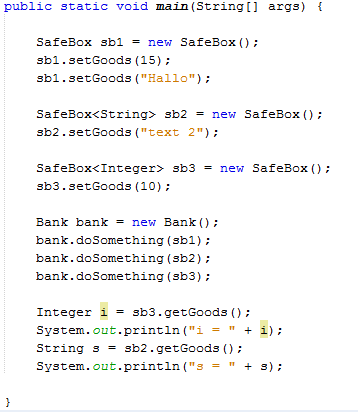 public static void main(String[] args) {
SafeBox sb1 = new SafeBox();
sb1.setGoods(15);
sb1.setGoods("Hallo");
SafeBox<String> sb2 = new SafeBox();
sb2.setGoods("text 2");
SafeBox<Integer> sb3 = new SafeBox();
sb3.setGoods(10);
Bank bank = new Bank();
bank.doSomething(sb1);
bank.doSomething(sb2);
bank.doSomething(sb3);
Integer i = sb3.getGoods();
System.out.println("i = " + i);
String s = sb2.getGoods();
System.out.println("s = " + s);
}